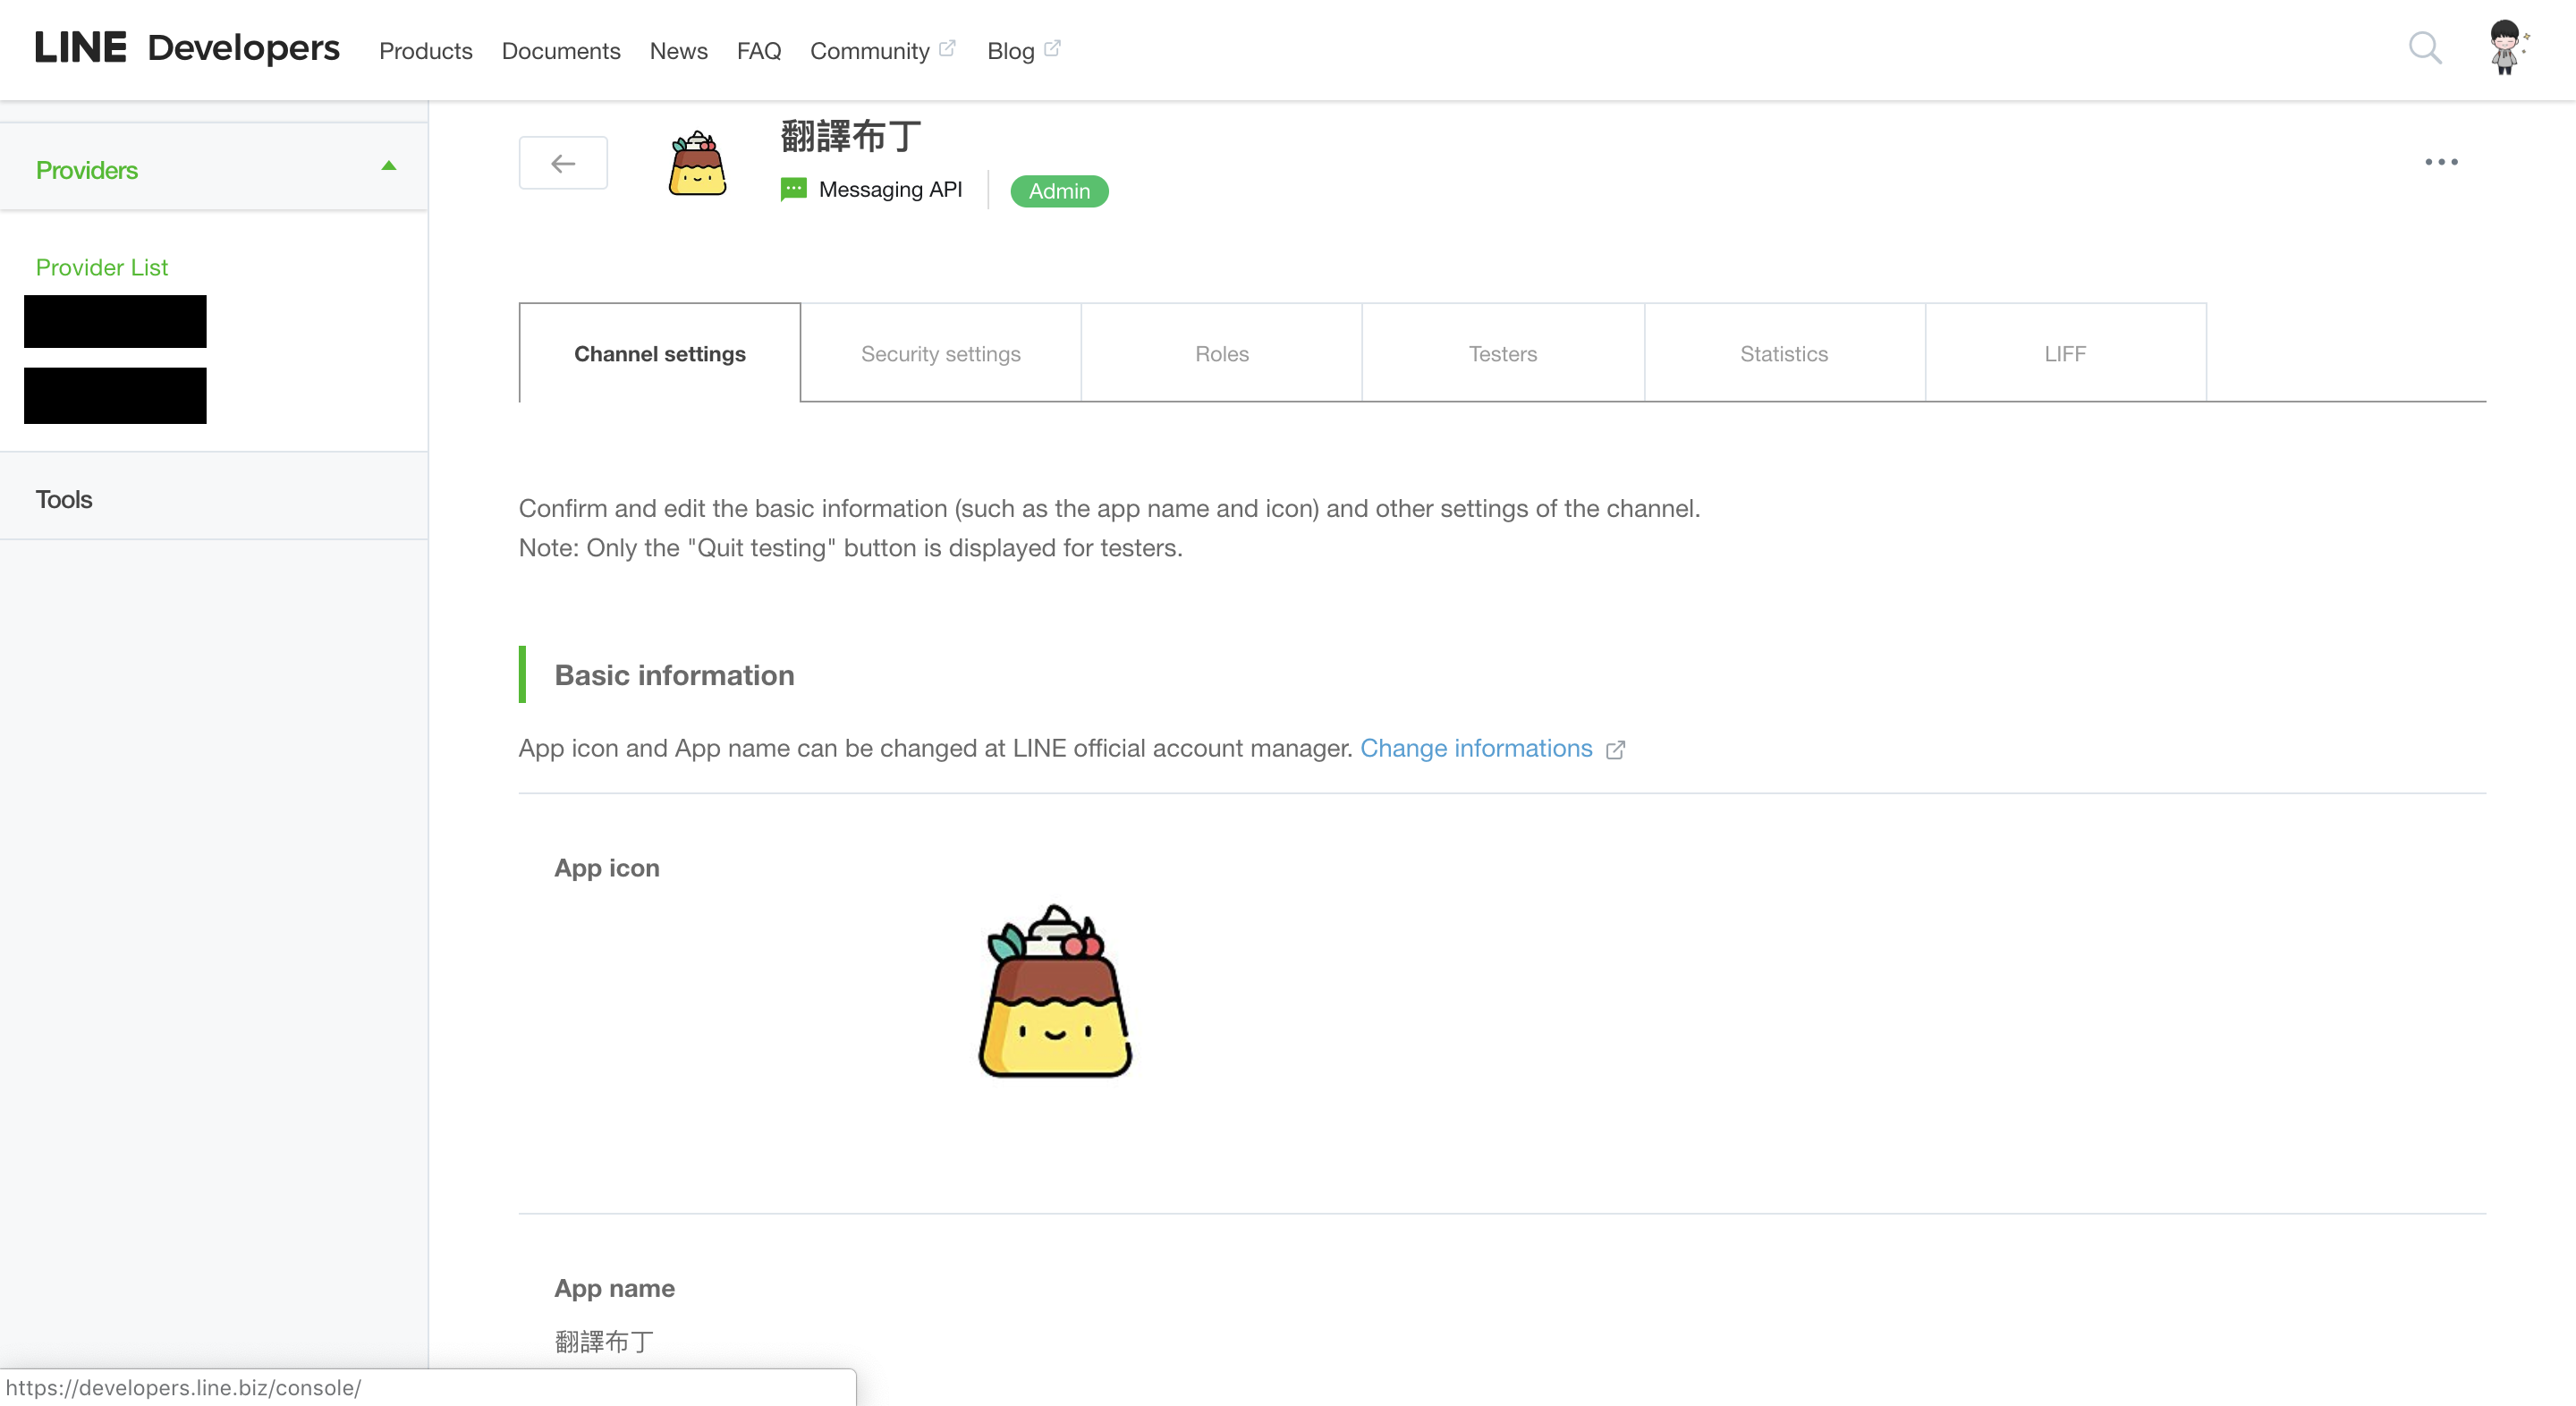 LINE Developers Products Documents News FAQ Community Blog
Providers
Provider List
Tools
翻譯布丁
Messaging API Admin
Channel settings Security settings Roles Testers Statistics LIFF
Confirm and edit the basic information (such as the app name and icon) and other settings of the channel.
Note: Only the "Quit testing" button is displayed for testers.
Basic information
App icon and App name can be changed at LINE official account manager. Change informations
App icon
App name
翻譯布丁
https://developers.line.biz/console/